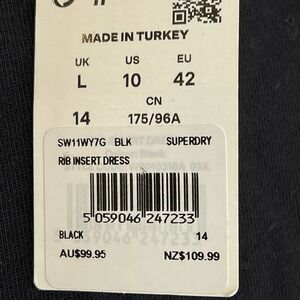 MADE IN TURKEY
UK US EU
L 10 42
CN
14 175/96A
SW11WY7G BLK SUPERDRY
RIB INSERT DRESS
5 059046 247233
BLACK 14
AU$99.95 NZ$109.99